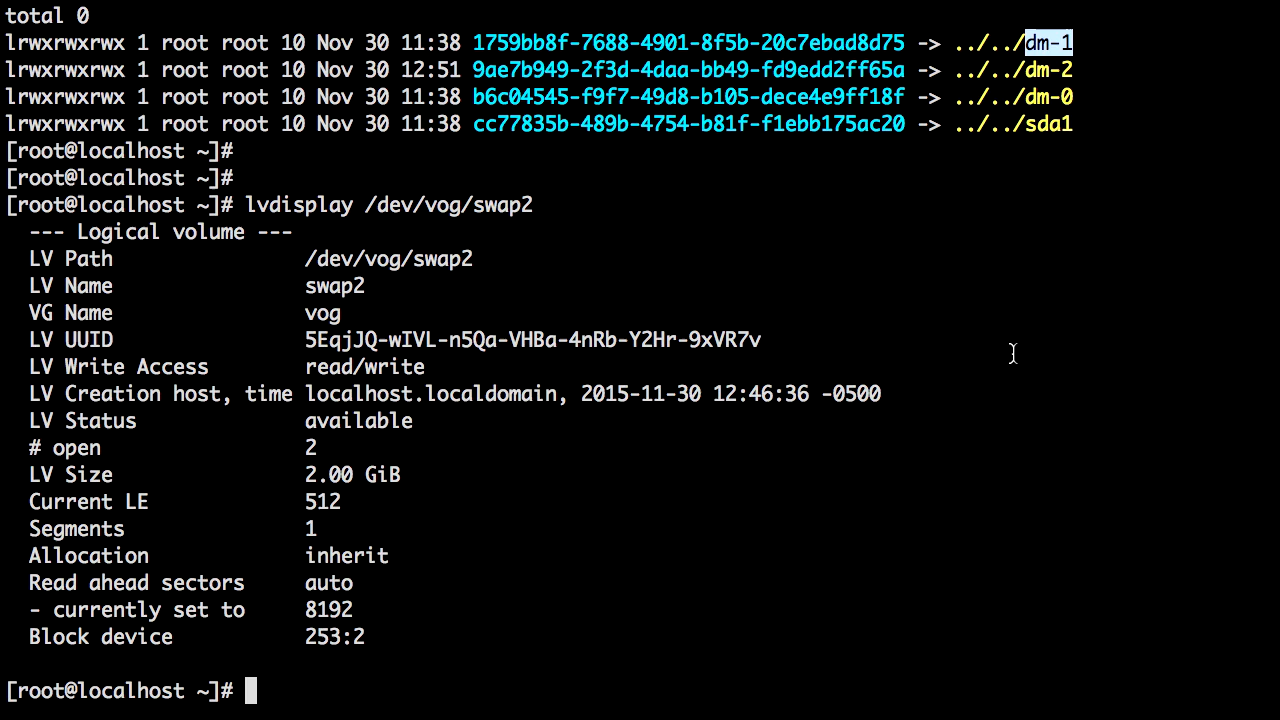 total 0
lrwxrwxrwx 1 root root 10 Nov 30 11:38 1759bb8f-7688-4901-8f5b-20c7ebad8d75 -> ../../dm-1
lrwxrwxrwx 1 root root 10 Nov 30 12:51 9ae7b949-2f3d-4daa-bb49-fd9edd2ff65a -> ../../dm-2
lrwxrwxrwx 1 root root 10 Nov 30 11:38 b6c04545-f9f7-49d8-b105-dece4e9ff18f -> ../../dm-0
lrwxrwxrwx 1 root root 10 Nov 30 11:38 cc77835b-489b-4754-b81f-f1ebb175ac20 -> ../../sda1
[root@localhost ~]#
[root@localhost ~]#
[root@localhost ~]# lvdisplay /dev/vog/swap2
--- Logical volume ---
LV Path /dev/vog/swap2
LV Name swap2
VG Name vog
LV UUID 5EqjJQ-wIVL-n5Qa-VHBa-4nRb-Y2Hr-9xVR7v
LV Write Access read/write
LV Creation host, time localhost.localdomain, 2015-11-30 12:46:36 -0500
LV Status available
# open 2
LV Size 2.00 GiB
Current LE 512
Segments 1
Allocation inherit
Read ahead sectors auto
- currently set to 8192
Block device 253:2
[root@localhost ~]#